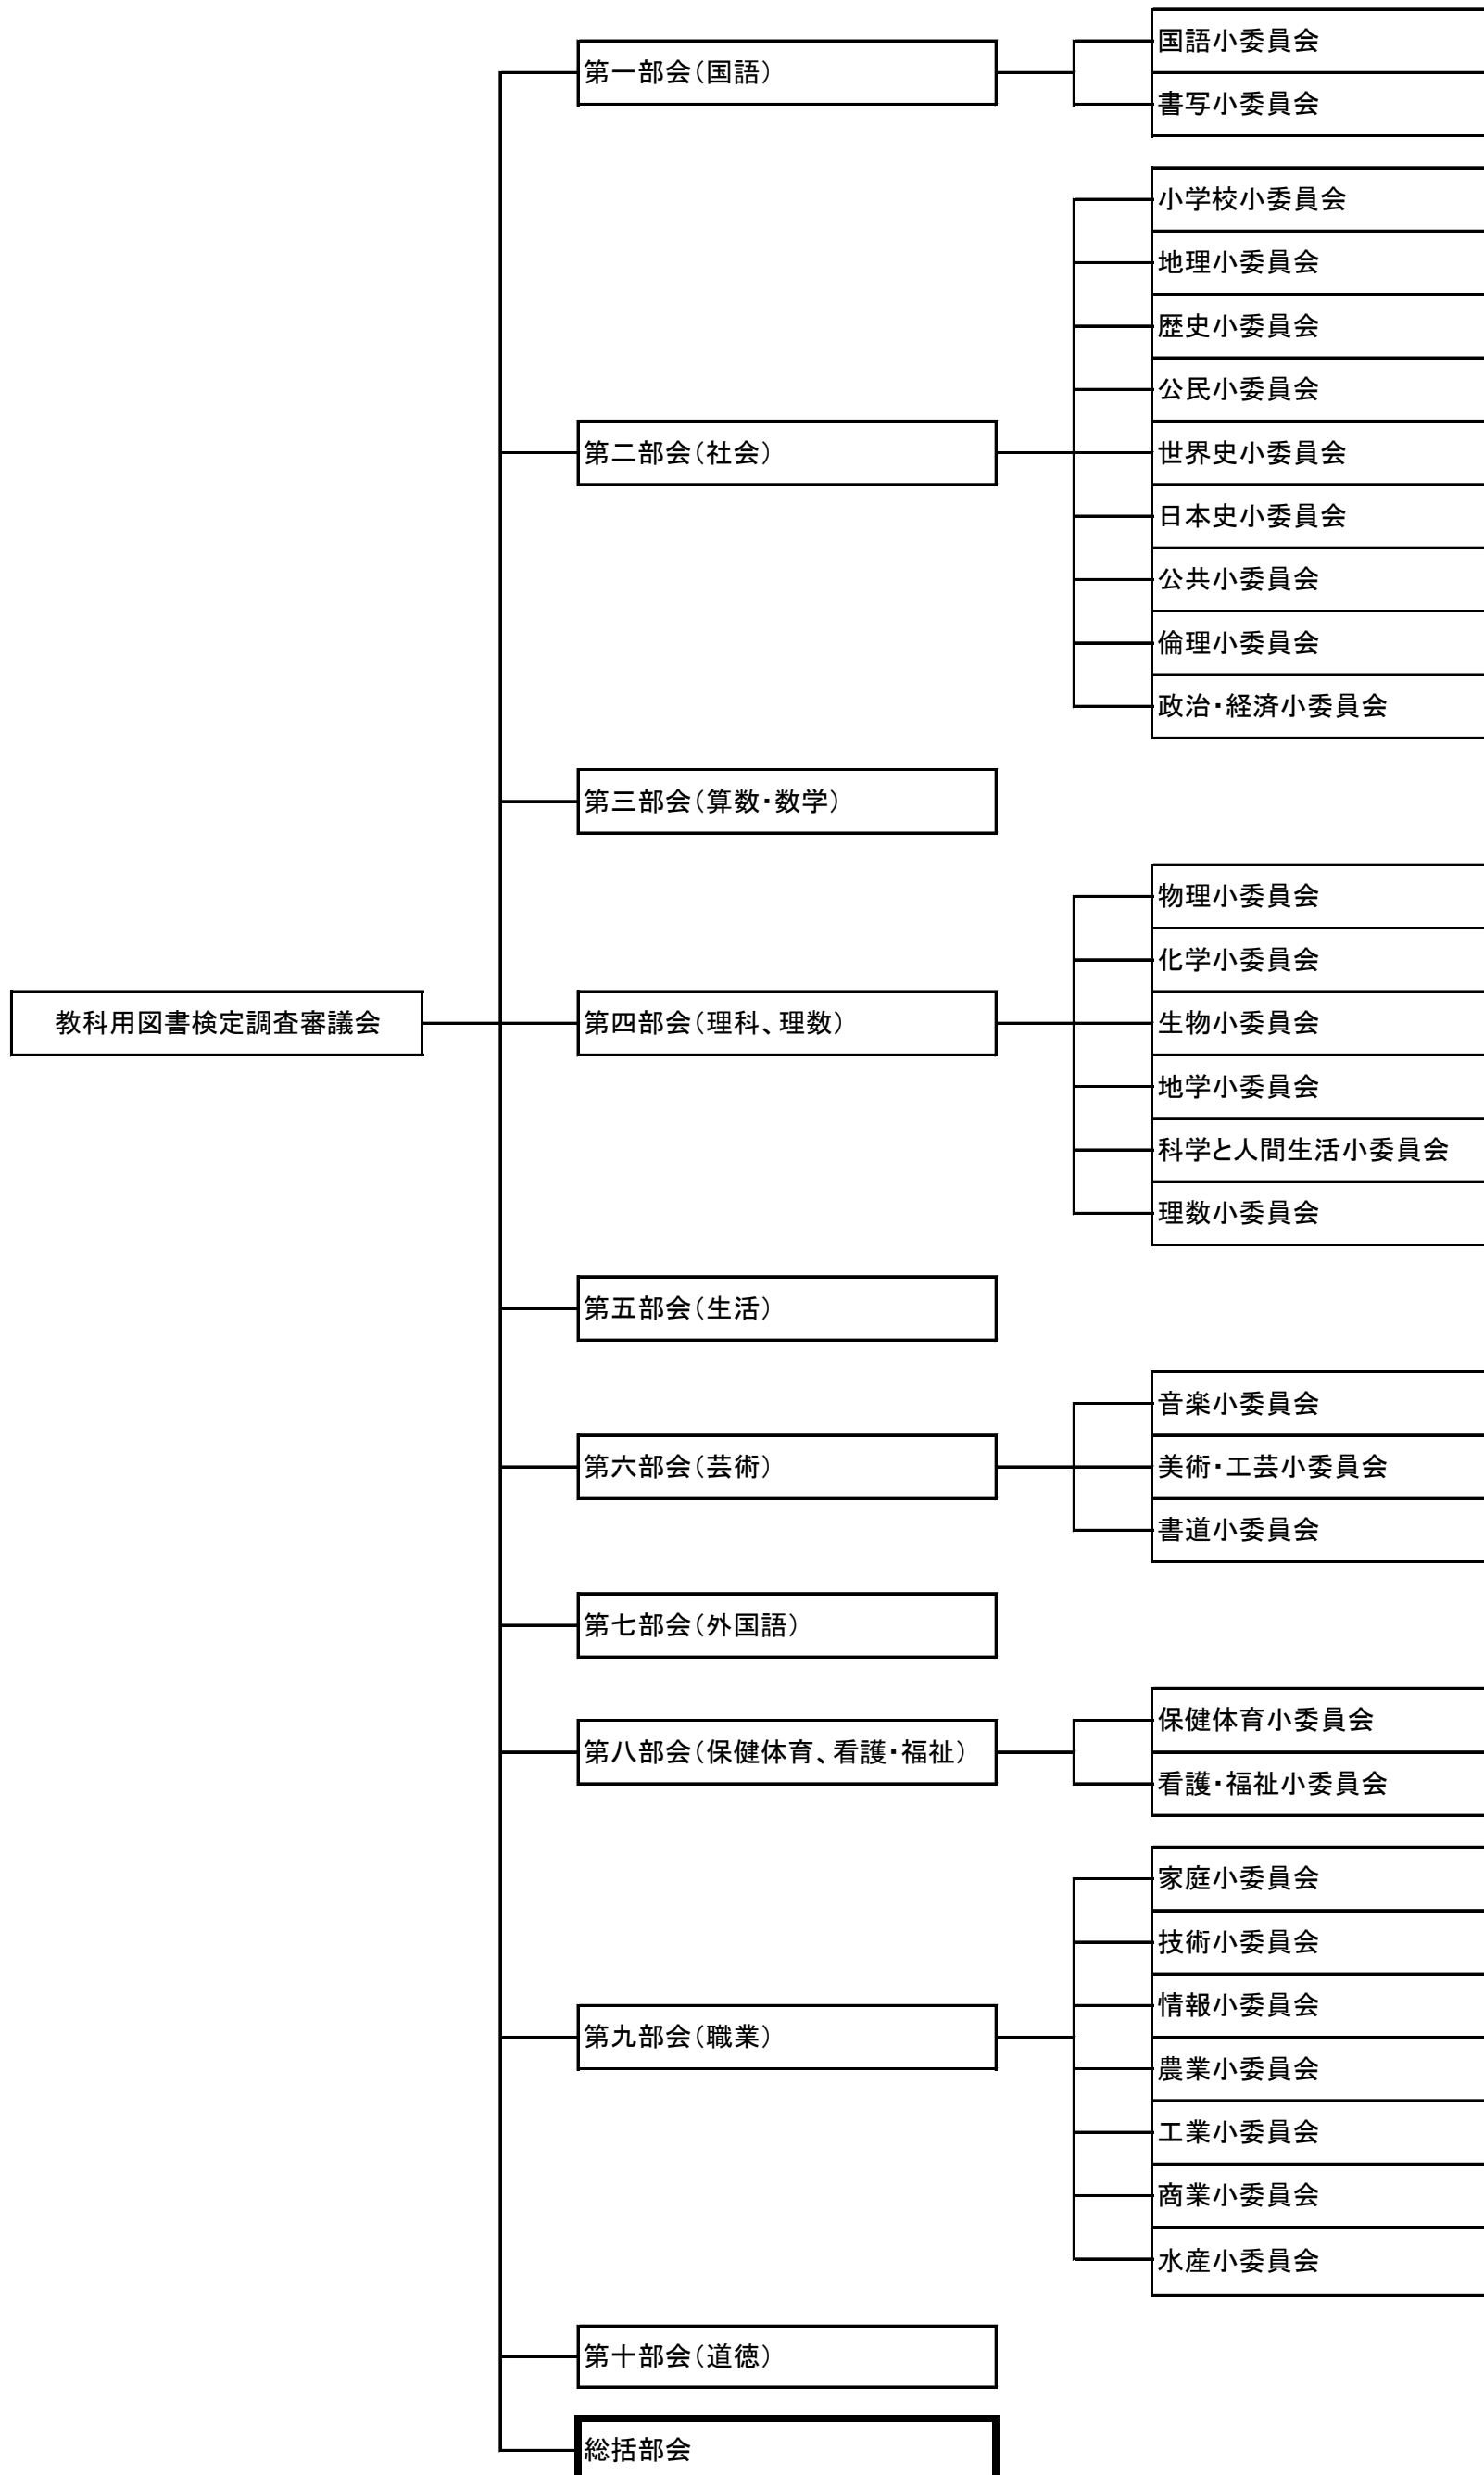 教科用図書検定調査審議会
第一部会(国語)
国語小委員会
書写小委員会
第二部会(社会)
小学校小委員会
地理小委員会
歴史小委員会
公民小委員会
世界史小委員会
日本史小委員会
公共小委員会
倫理小委員会
政治・経済小委員会
第三部会(算数・数学)
第四部会(理科、理数)
物理小委員会
化学小委員会
生物小委員会
地学小委員会
科学と人間生活小委員会
理数小委員会
第五部会(生活)
第六部会(芸術)
音楽小委員会
美術・工芸小委員会
書道小委員会
第七部会(外国語)
第八部会(保健体育、看護・福祉)
保健体育小委員会
看護・福祉小委員会
第九部会(職業)
家庭小委員会
技術小委員会
情報小委員会
農業小委員会
工業小委員会
商業小委員会
水産小委員会
第十部会(道徳)
総括部会